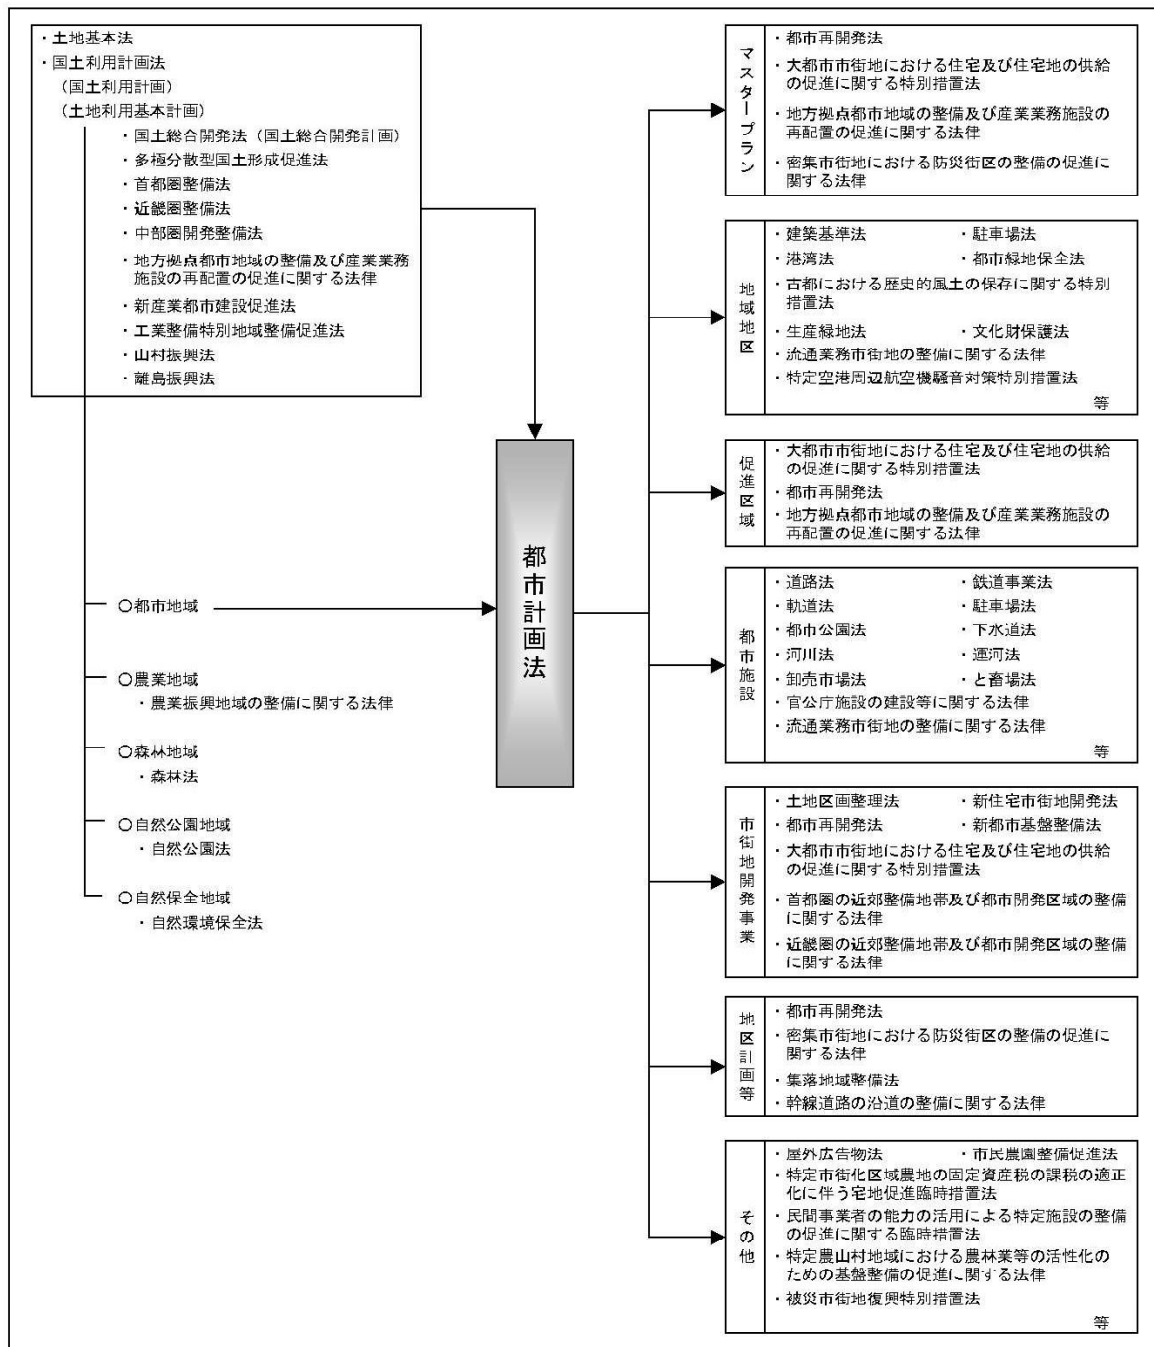 ・土地基本法
・国土利用計画法
（国土利用計画）
（土地利用基本計画）
・国土総合開発法（国土総合開発計画）
・多極分散型国土形成促進法
・首都圏整備法
・近畿圏整備法
・中部圏開発整備法
・地方拠点都市地域の整備及び産業業務
施設の再配置の促進に関する法律
・新産業都市建設促進法
・工業整備特別地域整備促進法
・山村振興法
・離島振興法
○都市地域
○農業地域
・農業振興地域の整備に関する法律
○森林地域
・森林法
○自然公園地域
・自然公園法
○自然保全地域
・自然環境保全法
都市計画法
マスタープラン
・都市再開発法
・大都市市街地における住宅及び住宅地の供給
の促進に関する特別措置法
・地方拠点都市地域の整備及び産業業務施設の
再配置の促進に関する法律
・密集市街地における防災街区の整備の促進に
関する法律
地域地区
・建築基準法 ・駐車場法
・港湾法 ・都市緑地保全法
・古都における歴史的風土の保存に関する特別
措置法
・生産緑地法 ・文化財保護法
・流通業務市街地の整備に関する法律
・特定空港周辺航空機騒音対策特別措置法
等
促進区域
・大都市市街地における住宅及び住宅地の供給
の促進に関する特別措置法
・都市再開発法
・地方拠点都市地域の整備及び産業業務施設の
再配置の促進に関する法律
都市施設
・道路法 ・鉄道事業法
・軌道法 ・駐車場法
・都市公園法 ・下水道法
・河川法 ・運河法
・卸売市場法 ・と畜場法
・官公庁施設の建設等に関する法律
・流通業務市街地の整備に関する法律
等
市街地開発事業
・土地区画整理法 ・新住宅市街地開発法
・都市再開発法 ・新都市基盤整備法
・大都市市街地における住宅及び住宅地の供給
の促進に関する特別措置法
・首都圏の近郊整備地帯及び都市開発区域の整備
に関する法律
・近畿圏の近郊整備地帯及び都市開発区域の整備
に関する法律
地区計画等
・都市再開発法
・密集市街地における防災街区の整備の促進に
関する法律
・集落地域整備法
・幹線道路の沿道の整備に関する法律
その他
・屋外広告物法 ・市民農園整備促進法
・特定市街化区域農地の固定資産税の課税の適正
化に伴う宅地促進臨時措置法
・民間事業者の能力の活用による特定施設の整備
の促進に関する臨時措置法
・特定農山村地域における農林業等の活性化の
ための基盤整備の促進に関する法律
・被災市街地復興特別措置法
等